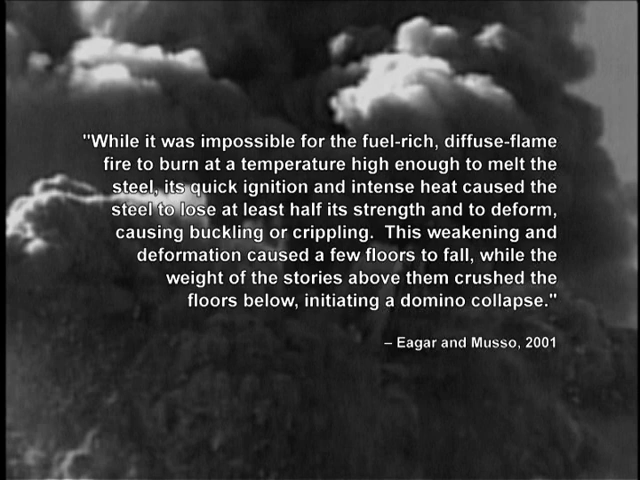 "While it was impossible for the fuel-rich, diffuse-flame
fire to burn at a temperature high enough to melt the
steel, its quick ignition and intense heat caused the
steel to lose at least half its strength and to deform,
causing buckling or crippling.  This weakening and
deformation caused a few floors to fall, while the
weight of the stories above them crushed the
floors below, initiating a domino collapse."
– Eagar and Musso, 2001